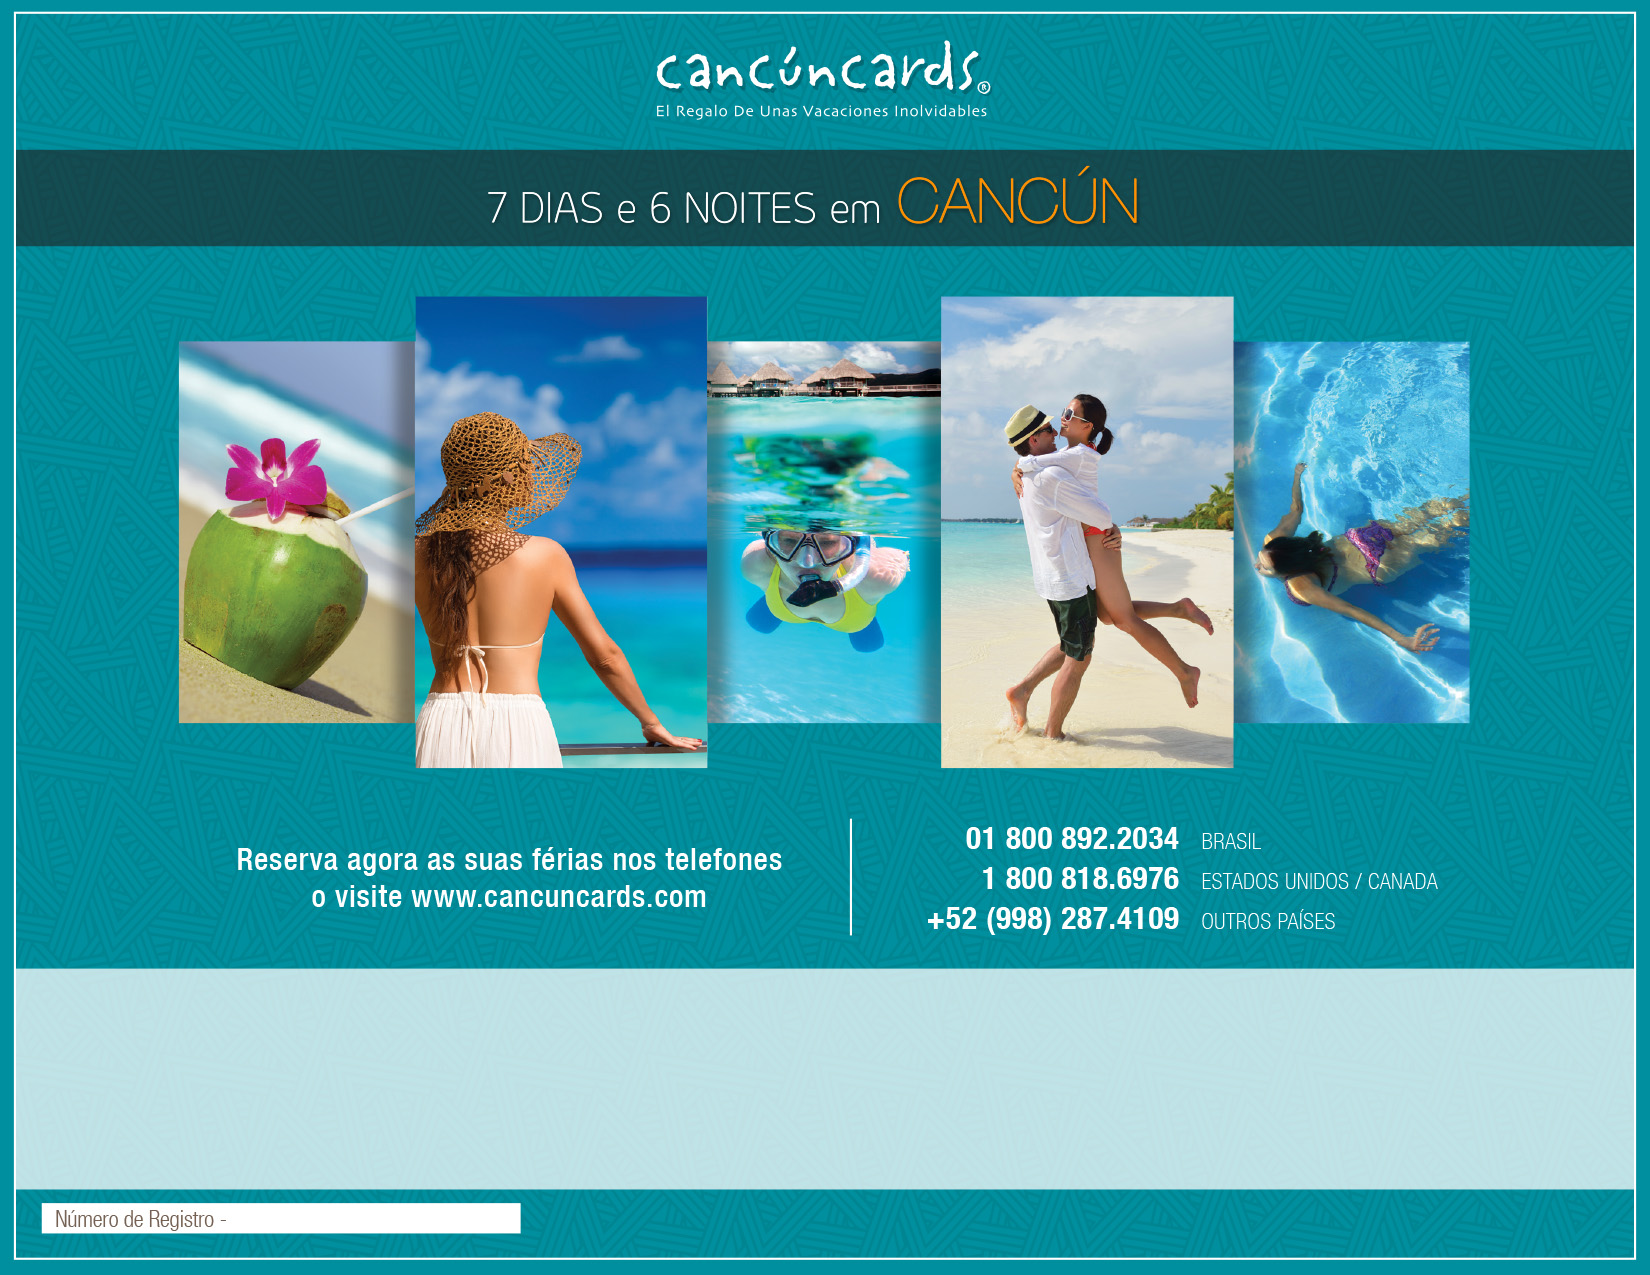 cancúncards®
El Regalo De Unas Vacaciones Inolvidables
7 DIAS e 6 NOITES em CANCÚN
Reserva agora as suas férias nos telefones
o visite www.cancuncards.com
01 800 892.2034 BRASIL
1 800 818.6976 ESTADOS UNIDOS / CANADA
+52 (998) 287.4109 OUTROS PAÍSES
Número de Registro -